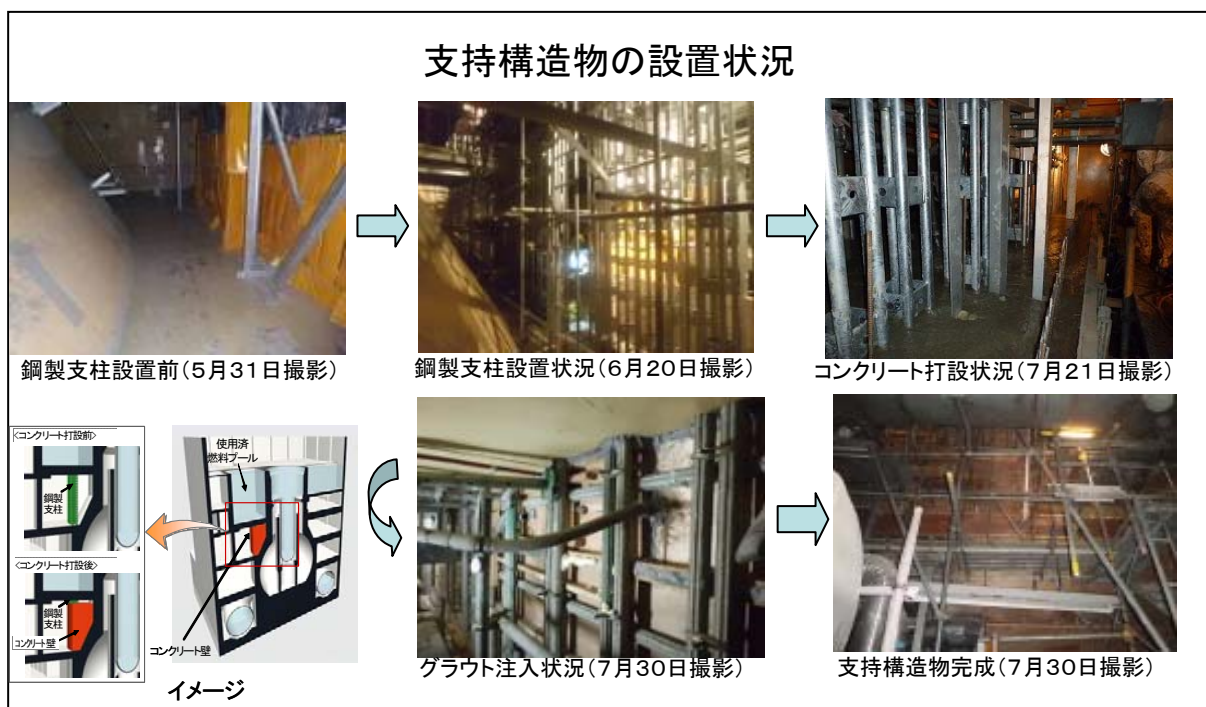 支持構造物の設置状況
鋼製支柱設置前(5月31日撮影)
鋼製支柱設置状況(6月20日撮影)
コンクリート打設状況(7月21日撮影)
<コンクリート打設前>
鋼製
支柱
<コンクリート打設後>
鋼製
支柱
コンクリート壁
使用済
燃料プール
コンクリート壁
イメージ
グラウト注入状況(7月30日撮影)
支持構造物完成(7月30日撮影)